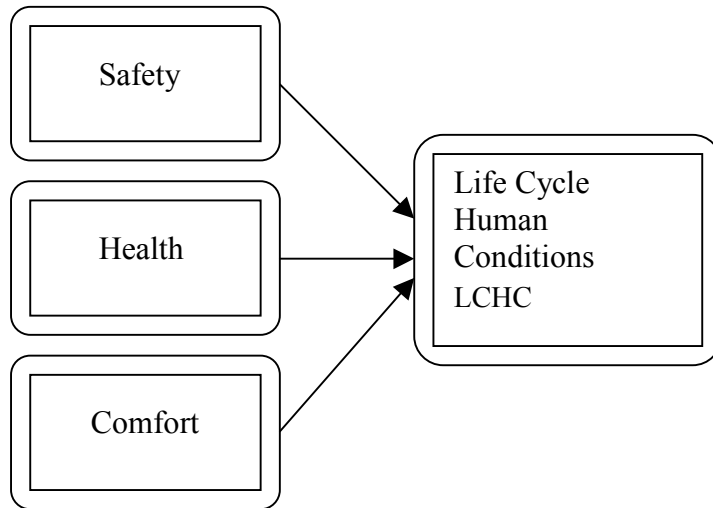 Safety
Health
Comfort
Life Cycle
Human
Conditions
LCHC